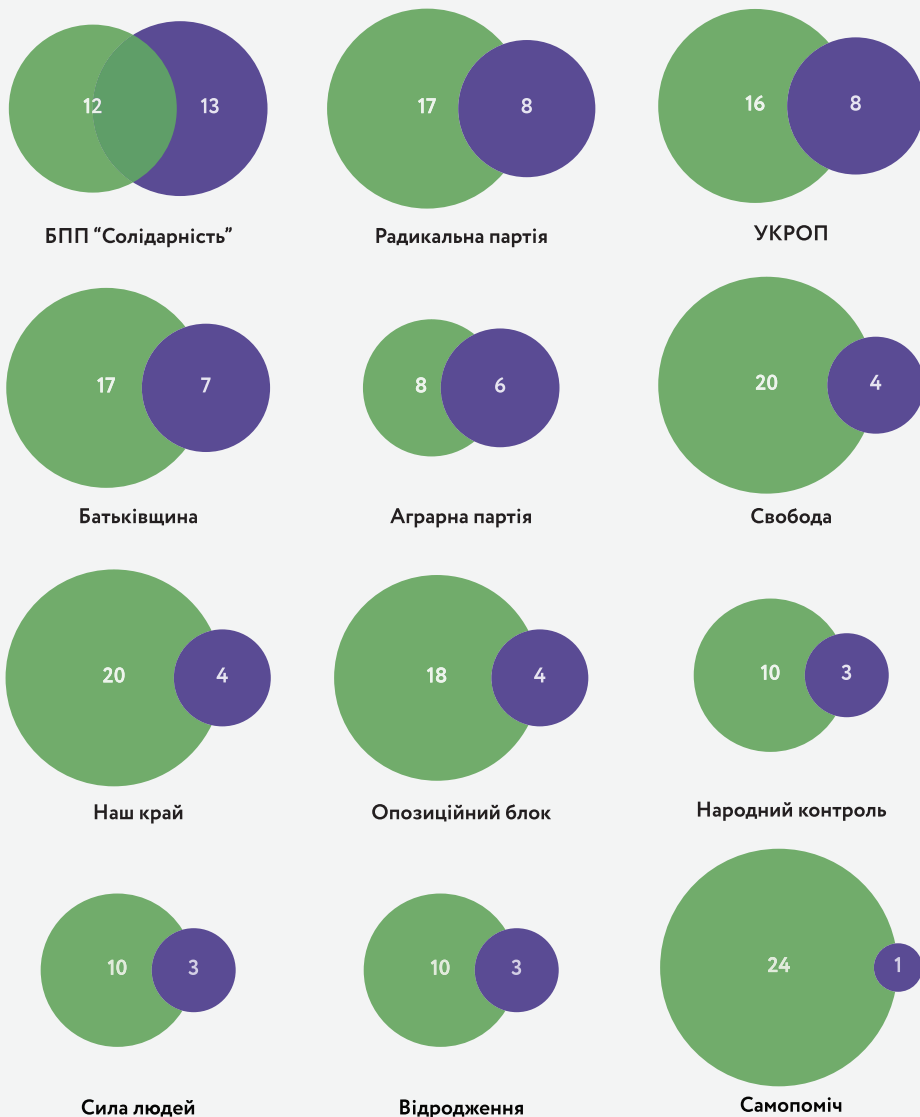 12 13
17 8
16 8
БПП “Солідарність”
Радикальна партія
УКРОП
17 7
8 6
20 4
Батьківщина
Аграрна партія
Свобода
20 4
18 4
10 3
Наш край
Опозиційний блок
Народний контроль
10 3
10 3
24 1
Сила людей
Відродження
Самопоміч